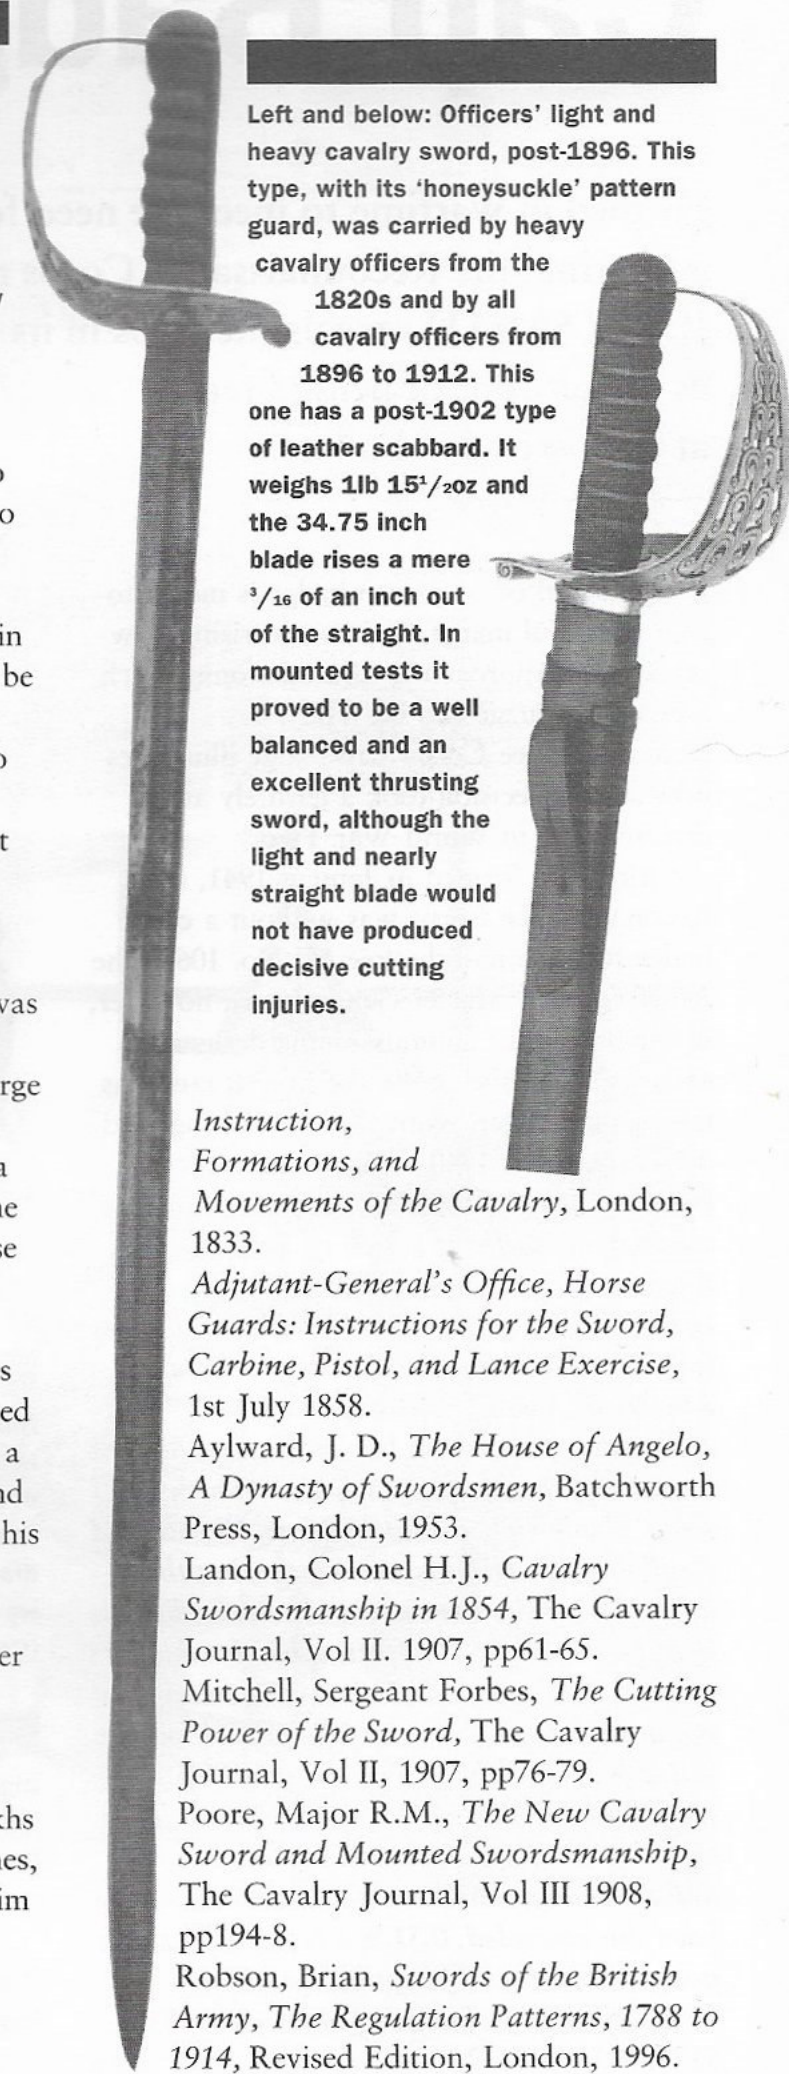 Left and below: Officers’ light and
heavy cavalry sword, post-1896. This
type, with its ‘honeysuckle’ pattern
guard, was carried by heavy
cavalry officers from the
1820s and by all
cavalry officers from
1896 to 1912. This
one has a post-1902 type
of leather scabbard. It
weighs 1lb 15¹/₂oz and
the 34.75 inch
blade rises a mere
³/₁₆ of an inch out
of the straight. In
mounted tests it
proved to be a well
balanced and an
excellent thrusting
sword, although the
light and nearly
straight blade would
not have produced
decisive cutting
injuries.
Instruction,
Formations, and
Movements of the Cavalry, London,
1833.
Adjutant-General’s Office, Horse
Guards: Instructions for the Sword,
Carbine, Pistol, and Lance Exercise,
1st July 1858.
Aylward, J. D., The House of Angelo,
A Dynasty of Swordsmen, Batchworth
Press, London, 1953.
Landon, Colonel H.J., Cavalry
Swordsmanship in 1854, The Cavalry
Journal, Vol II. 1907, pp61-65.
Mitchell, Sergeant Forbes, The Cutting
Power of the Sword, The Cavalry
Journal, Vol II, 1907, pp76-79.
Poore, Major R.M., The New Cavalry
Sword and Mounted Swordsmanship,
The Cavalry Journal, Vol III 1908,
pp194-8.
Robson, Brian, Swords of the British
Army, The Regulation Patterns, 1788 to
1914, Revised Edition, London, 1996.